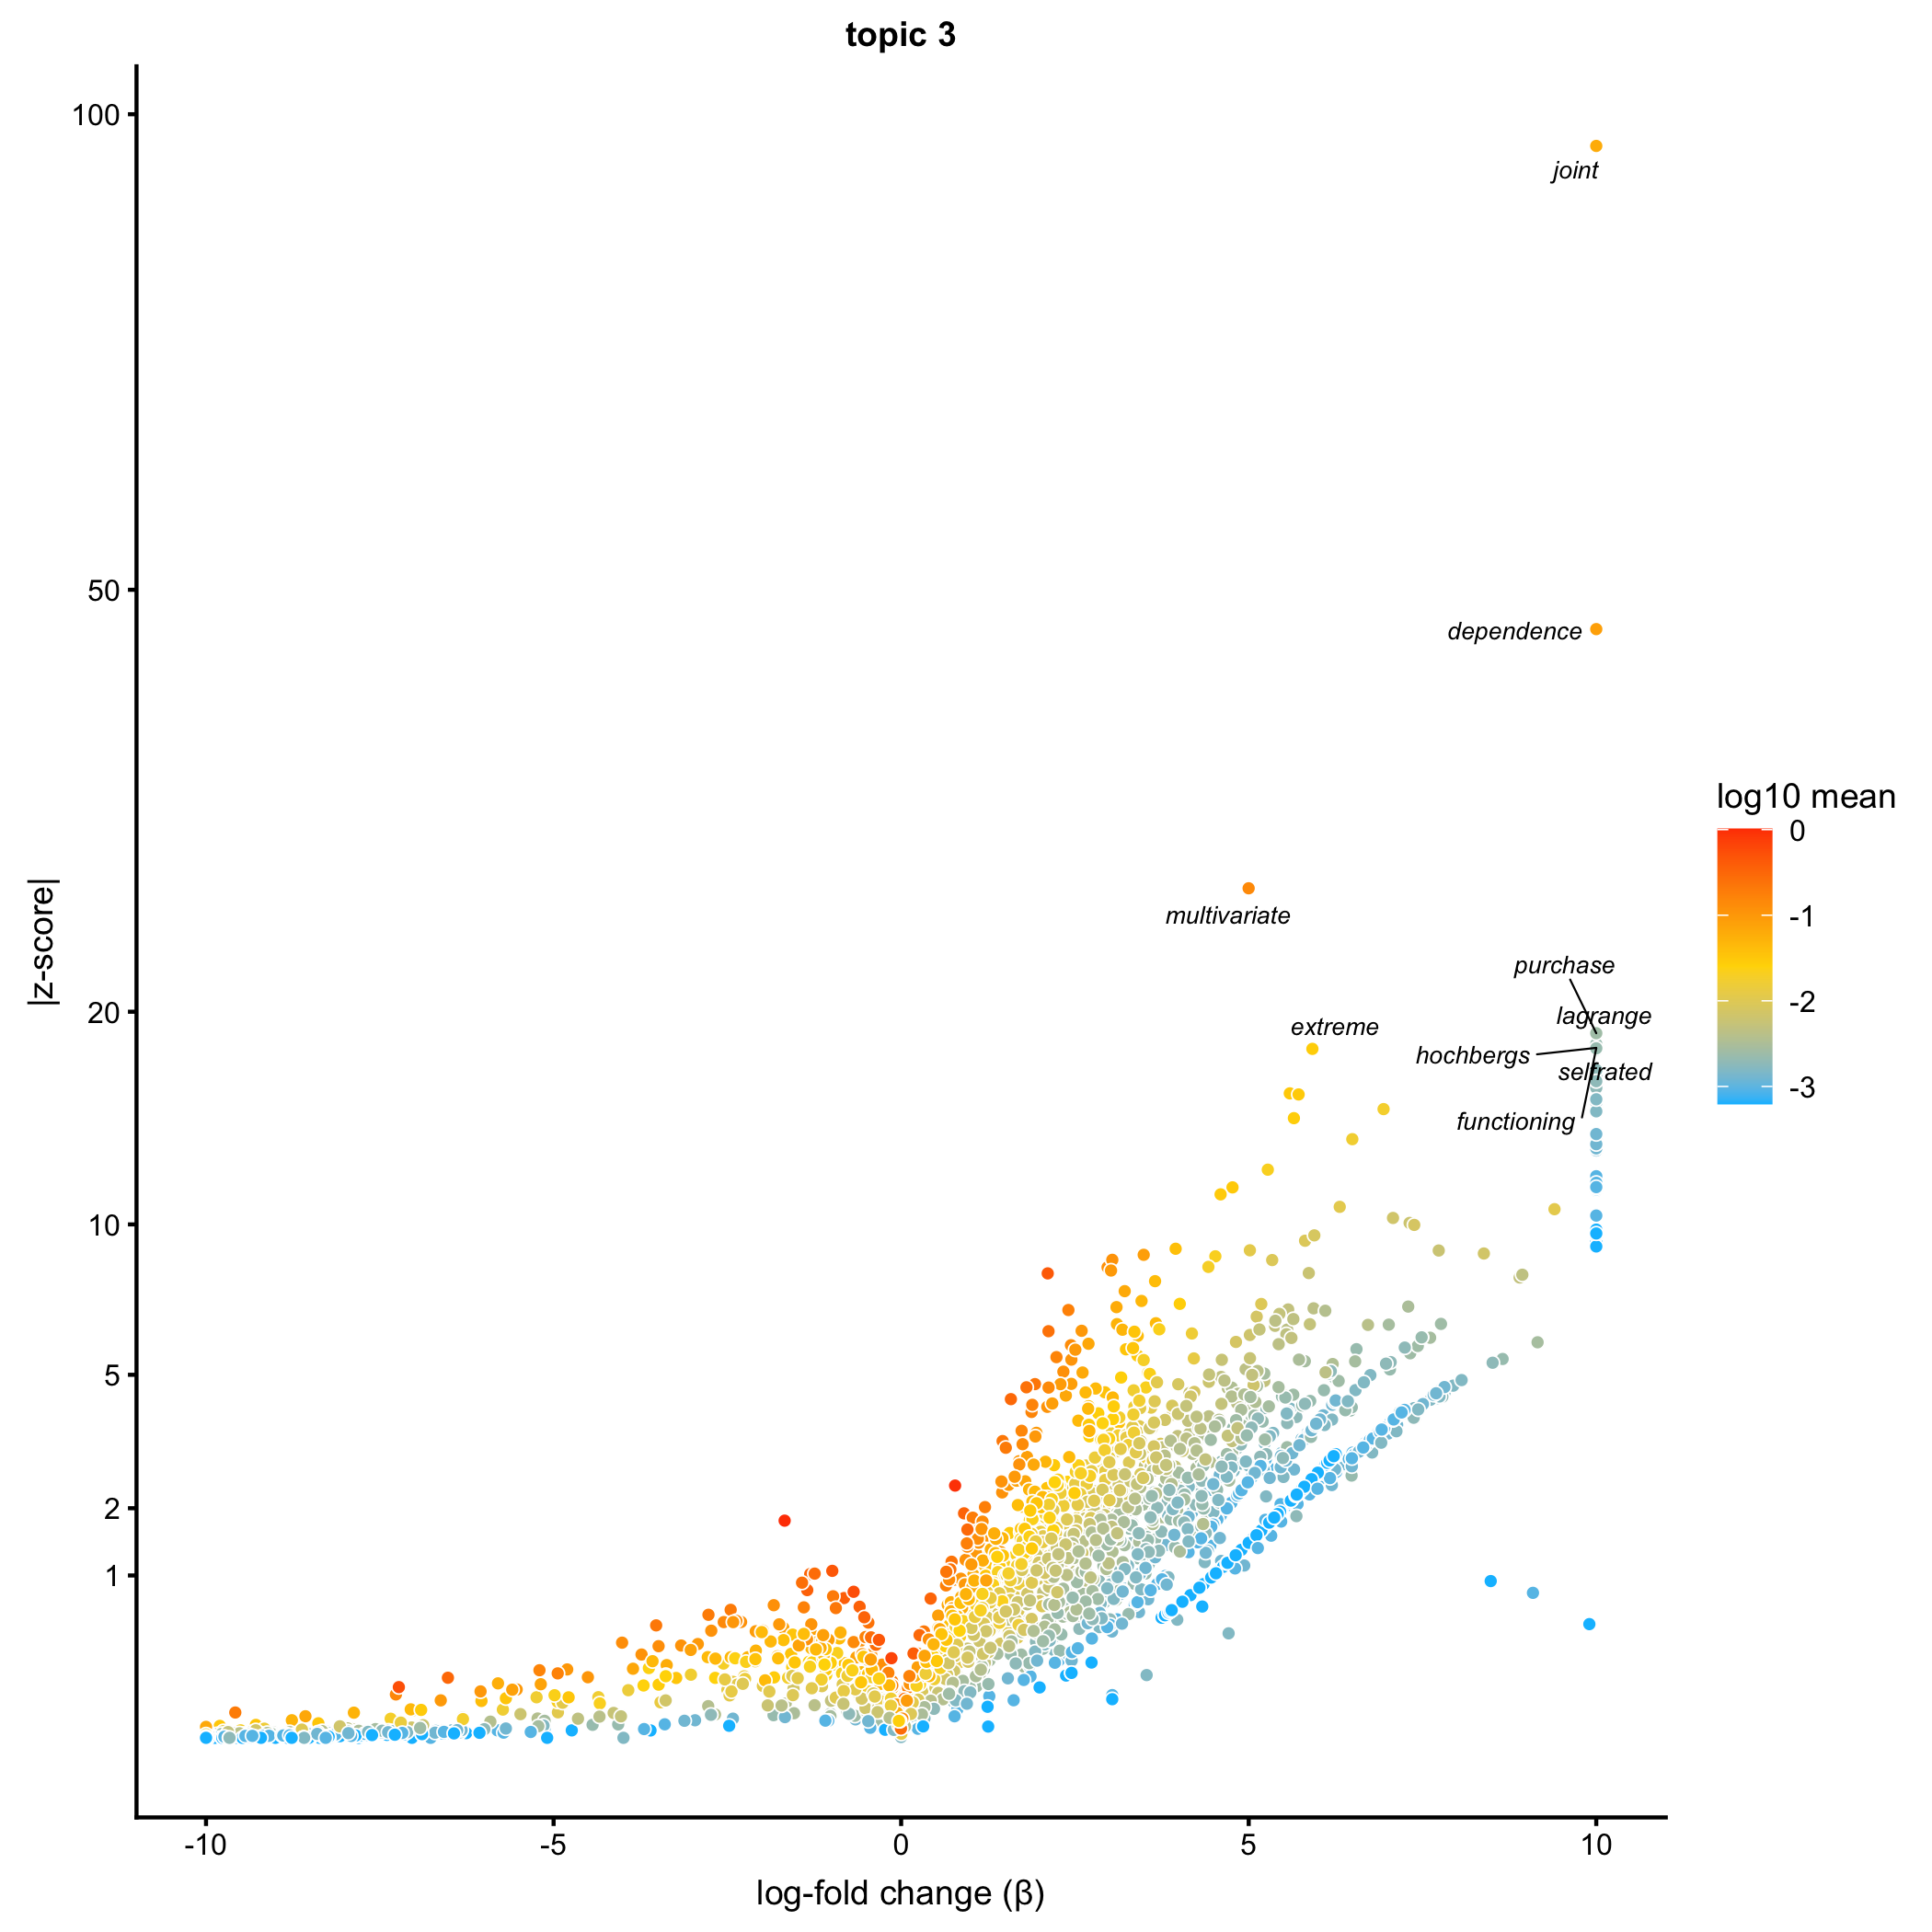 topic 3
100
50
20
10
5
2
1
|z-score|
joint
dependence
multivariate
purchase
lagrange
extreme
hochbergs
selfrated
functioning
log10 mean
0
-1
-2
-3
-10
-5
0
5
10
log-fold change (β)